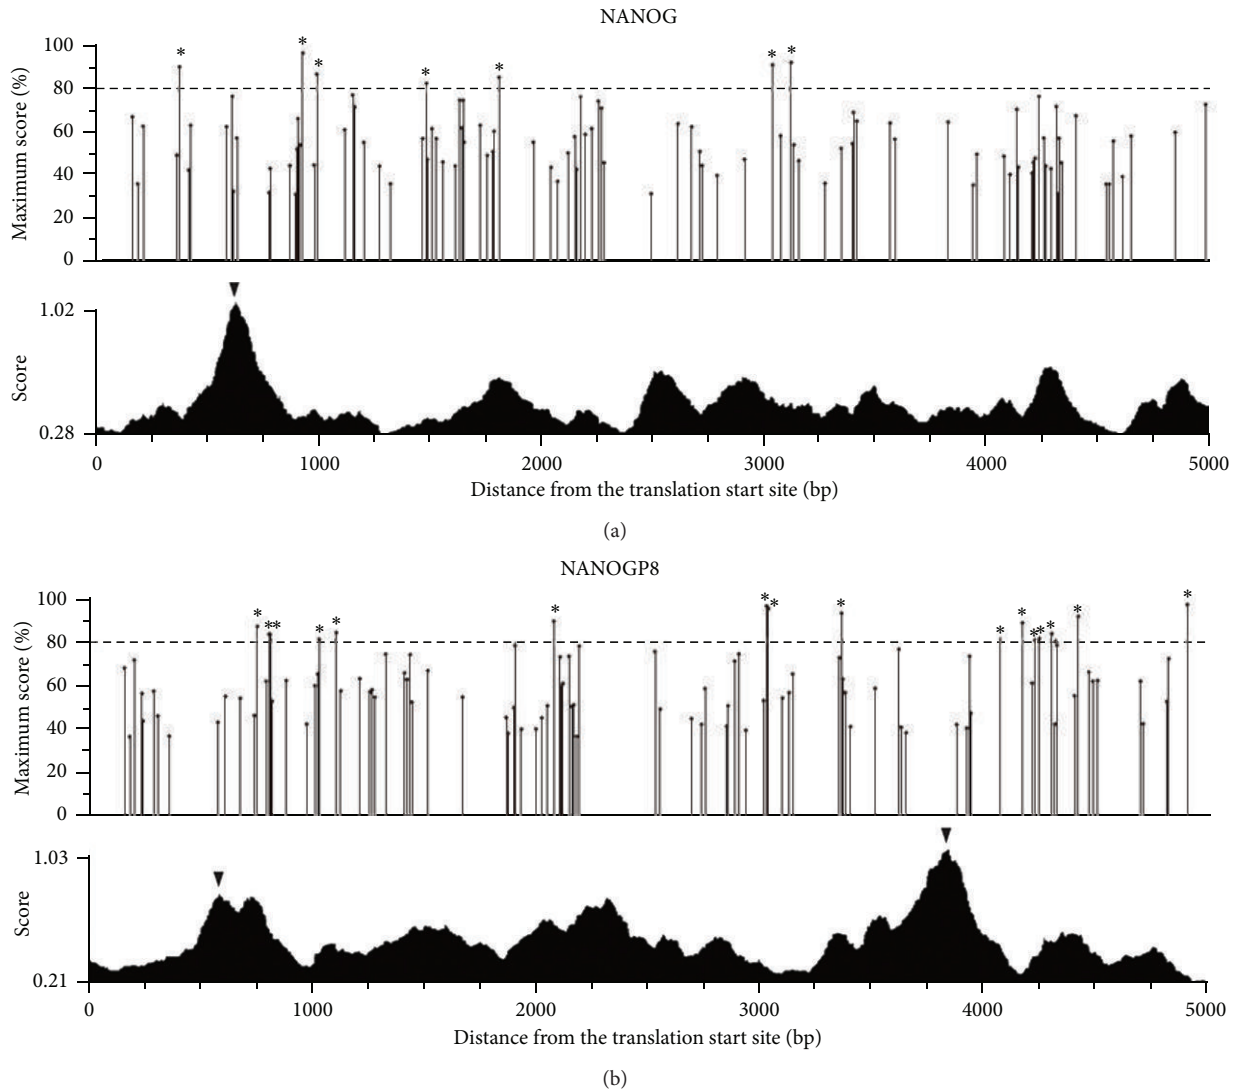 NANOG
* * * * * * *
100
80
60
40
20
0
Maximum score (%)
1.02
0.28
Score
0 1000 2000 3000 4000 5000
Distance from the translation start site (bp)
(a)
NANOGP8
* * * * * * * * * * * * * * * *
100
80
60
40
20
0
Maximum score (%)
1.03
0.21
Score
0 1000 2000 3000 4000 5000
Distance from the translation start site (bp)
(b)